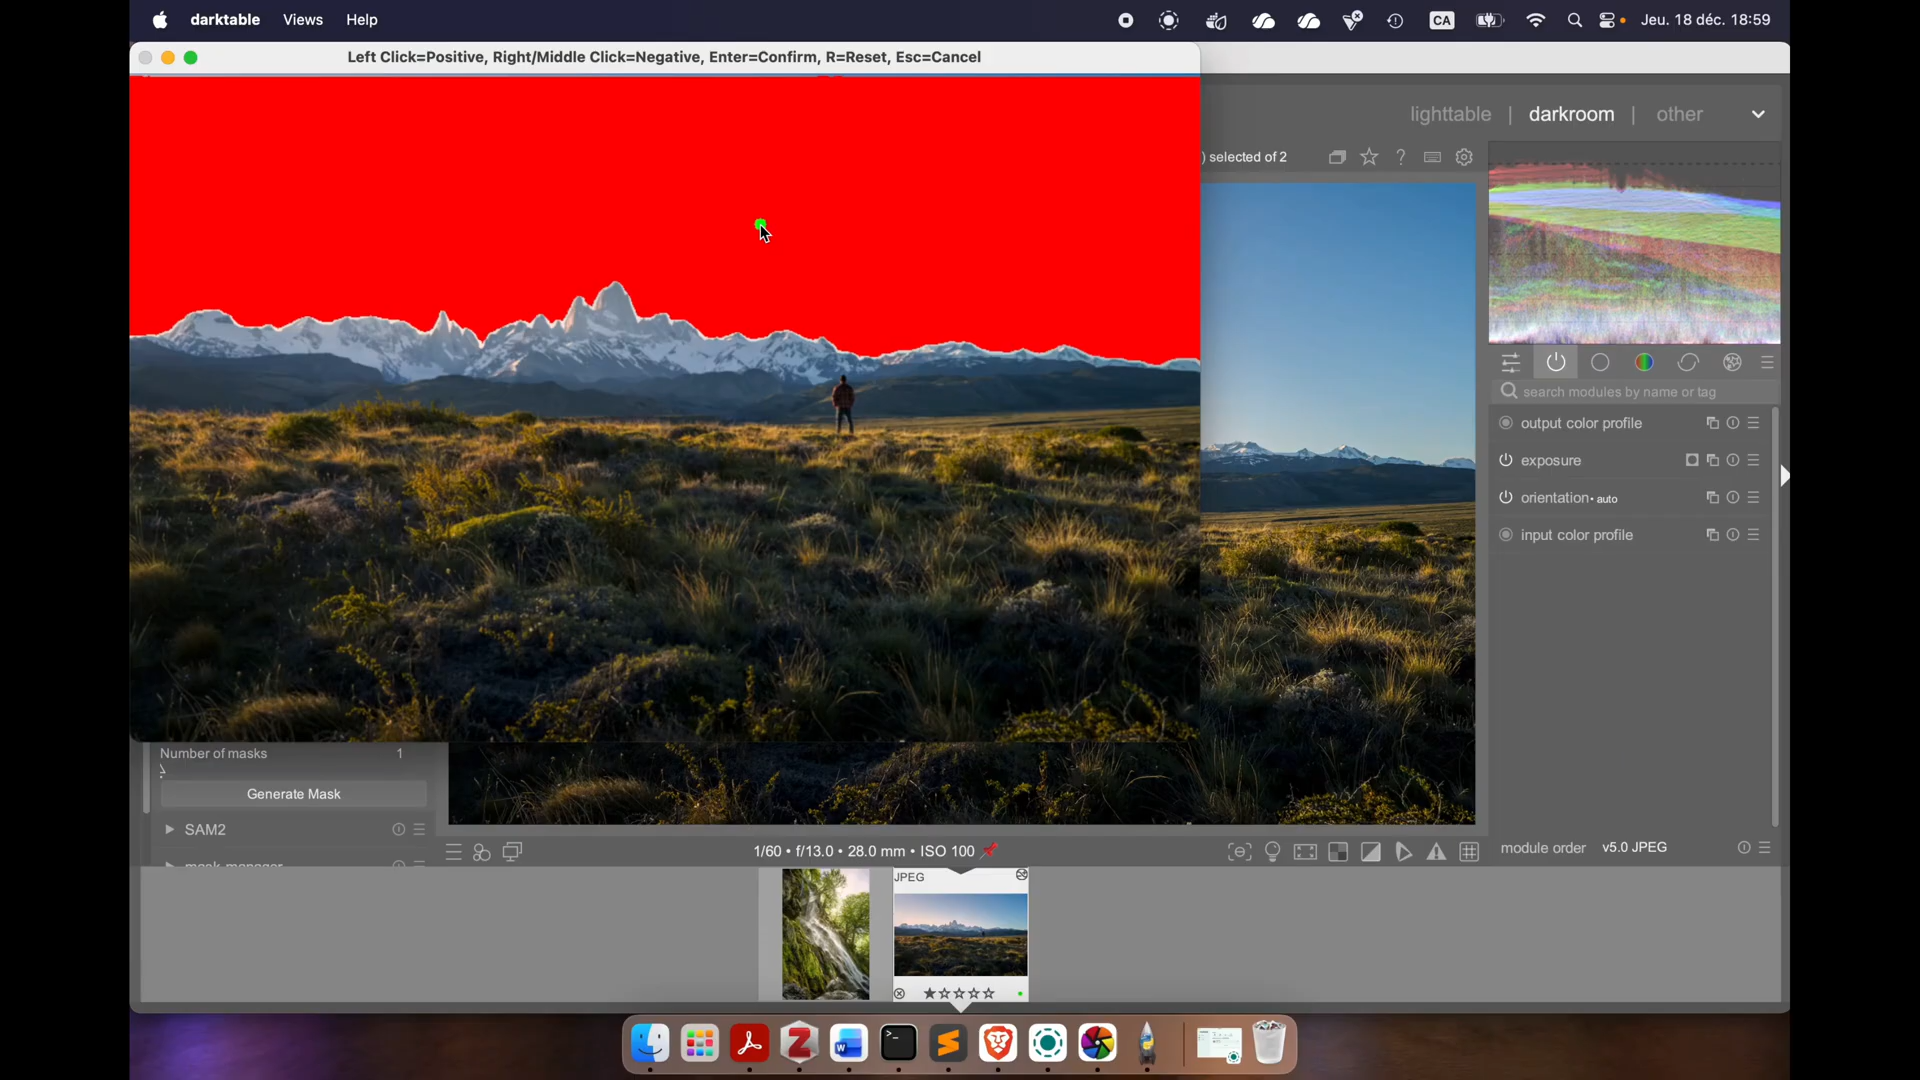 darktable Views Help CA Jeu. 18 déc. 18:59
Left Click=Positive, Right/Middle Click=Negative, Enter=Confirm, R=Reset, Esc=Cancel
lighttable | darkroom | other
) selected of 2 ?
search modules by name or tag
output color profile
exposure
orientation • auto
input color profile
Number of masks 1
Generate Mask
SAM2
mask manager
1/60 • f/13.0 • 28.0 mm • ISO 100
module order v5.0 JPEG
JPEG